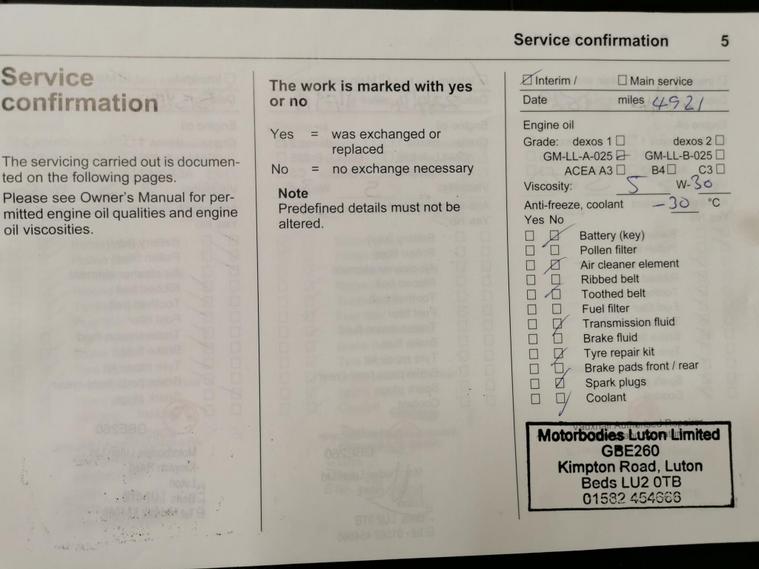 Service confirmation 5
Service
confirmation
The servicing carried out is documen-
ted on the following pages.
Please see Owner's Manual for per-
mitted engine oil qualities and engine
oil viscosities.
The work is marked with yes
or no
Yes = was exchanged or
replaced
No = no exchange necessary
Note
Predefined details must not be
altered.
Interim / Main service
Date miles 4921
Engine oil
Grade: dexos 1 dexos 2
GM-LL-A-025 GM-LL-B-025
ACEA A3 B4 C3
Viscosity: 5 W-30
Anti-freeze, coolant -30 °C
Yes No
Battery (key)
Pollen filter
Air cleaner element
Ribbed belt
Toothed belt
Fuel filter
Transmission fluid
Brake fluid
Tyre repair kit
Brake pads front / rear
Spark plugs
Coolant
Vauxhall Authorised Repairer
Motorbodies Luton Limited
GBE260
Kimpton Road, Luton
Beds LU2 0TB
01582 454666